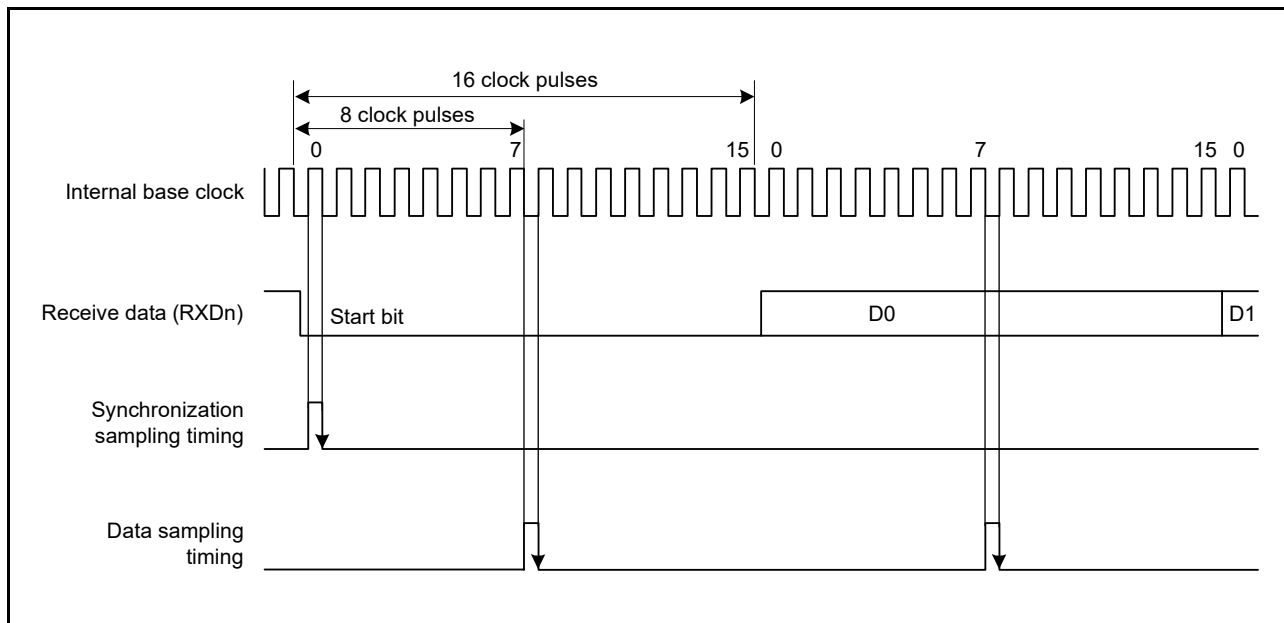 16 clock pulses
8 clock pulses
0 7 15 0 7 15 0
Internal base clock
Receive data (RXDn)
Start bit
D0
D1
Synchronization
sampling timing
Data sampling
timing